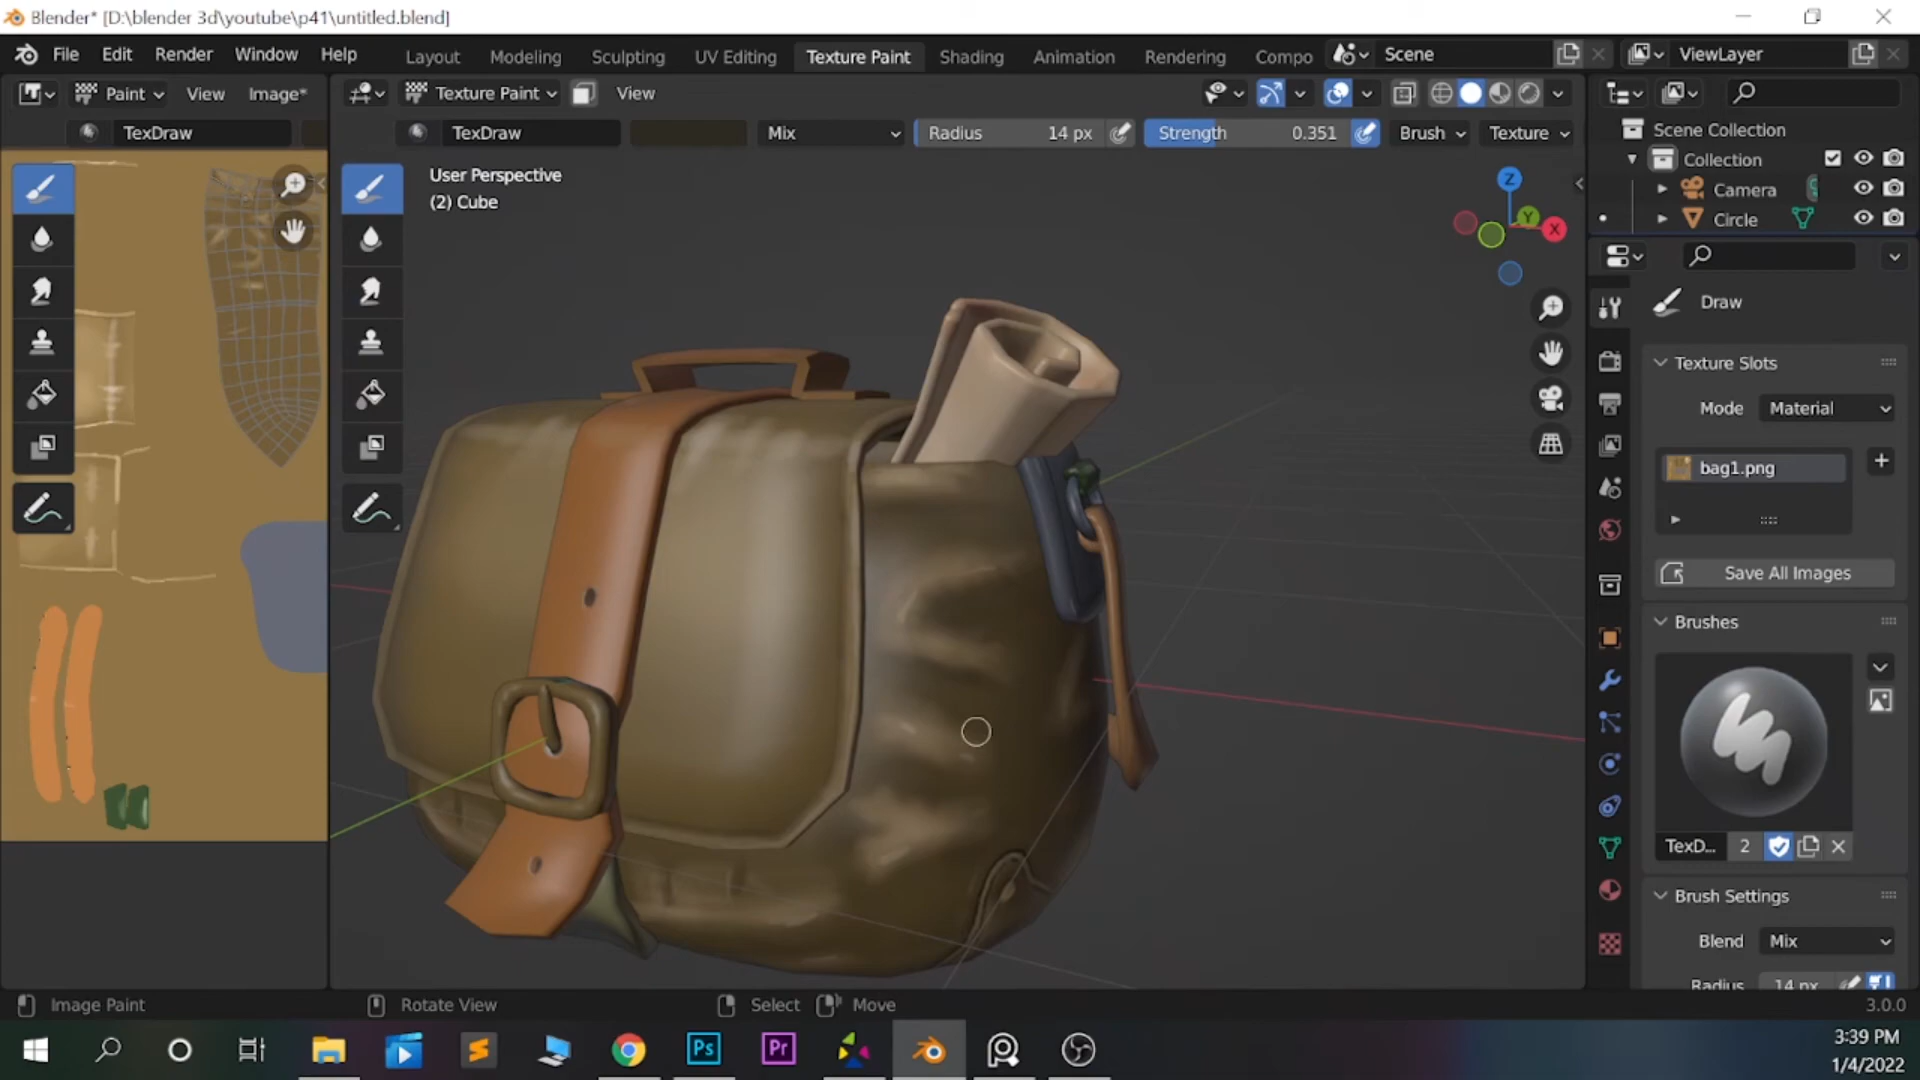 Blender* [D:\blender 3d\youtube\p41\untitled.blend]
File Edit Render Window Help Layout Modeling Sculpting UV Editing Texture Paint Shading Animation Rendering Compo Scene ViewLayer
Paint View Image* Texture Paint View
TexDraw TexDraw Mix Radius 14 px Strength 0.351 Brush Texture
User Perspective
(2) Cube
Z
Y
X
Scene Collection
Collection
Camera
Circle
Draw
Texture Slots
Mode Material
bag1.png
Save All Images
Brushes
TexD... 2
Brush Settings
Blend Mix
Radius 14 px
Image Paint Rotate View Select Move 3.0.0
Ps Pr
3:39 PM
1/4/2022